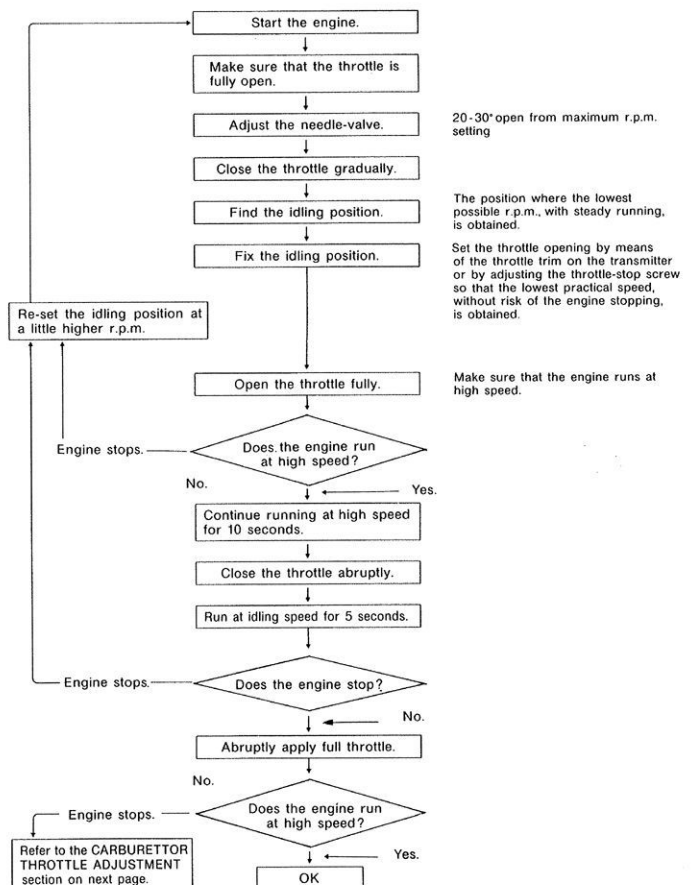 Start the engine.
Make sure that the throttle is
fully open.
Adjust the needle-valve.
20-30° open from maximum r.p.m.
setting
Close the throttle gradually.
Find the idling position.
The position where the lowest
possible r.p.m., with steady running,
is obtained.
Fix the idling position.
Set the throttle opening by means
of the throttle trim on the transmitter
or by adjusting the throttle-stop screw
so that the lowest practical speed,
without risk of the engine stopping,
is obtained.
Re-set the idling position at
a little higher r.p.m.
Open the throttle fully.
Make sure that the engine runs at
high speed.
Engine stops.
Does the engine run
at high speed?
No.
Yes.
Continue running at high speed
for 10 seconds.
Close the throttle abruptly.
Run at idling speed for 5 seconds.
Engine stops.
Does the engine stop?
No.
Abruptly apply full throttle.
No.
Engine stops.
Does the engine run
at high speed?
Refer to the CARBURETTOR
THROTTLE ADJUSTMENT
section on next page.
Yes.
OK